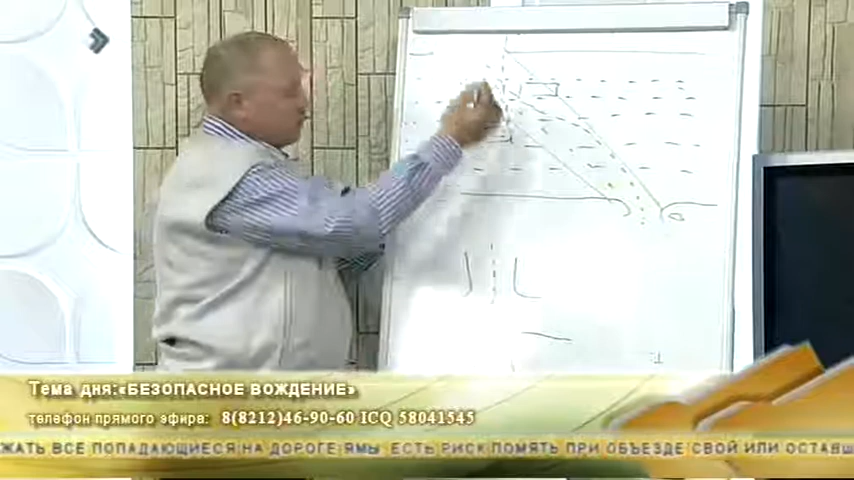 Тема дня:«БЕЗОПАСНОЕ ВОЖДЕНИЕ»
телефон прямого эфира: 8(8212)46-90-60 ICQ 58041545
ЖАТЬ ВСЕ ПОПАДАЮЩИЕСЯ НА ДОРОГЕ ЯМЫ. ЕСТЬ РИСК ПОМЯТЬ ПРИ ОБЪЕЗДЕ СВОЙ ИЛИ ОСТАВШ